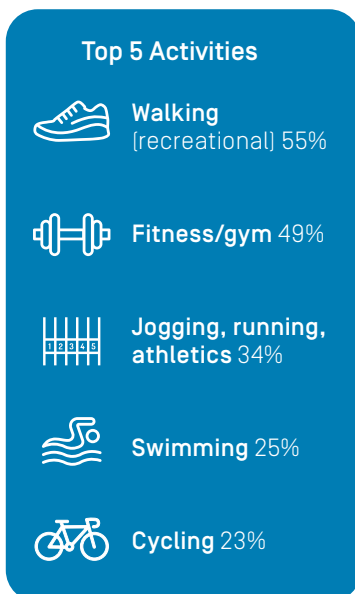 Top 5 Activities
Walking
(recreational) 55%
Fitness/gym 49%
1 2 3 4 5
Jogging, running,
athletics 34%
Swimming 25%
Cycling 23%